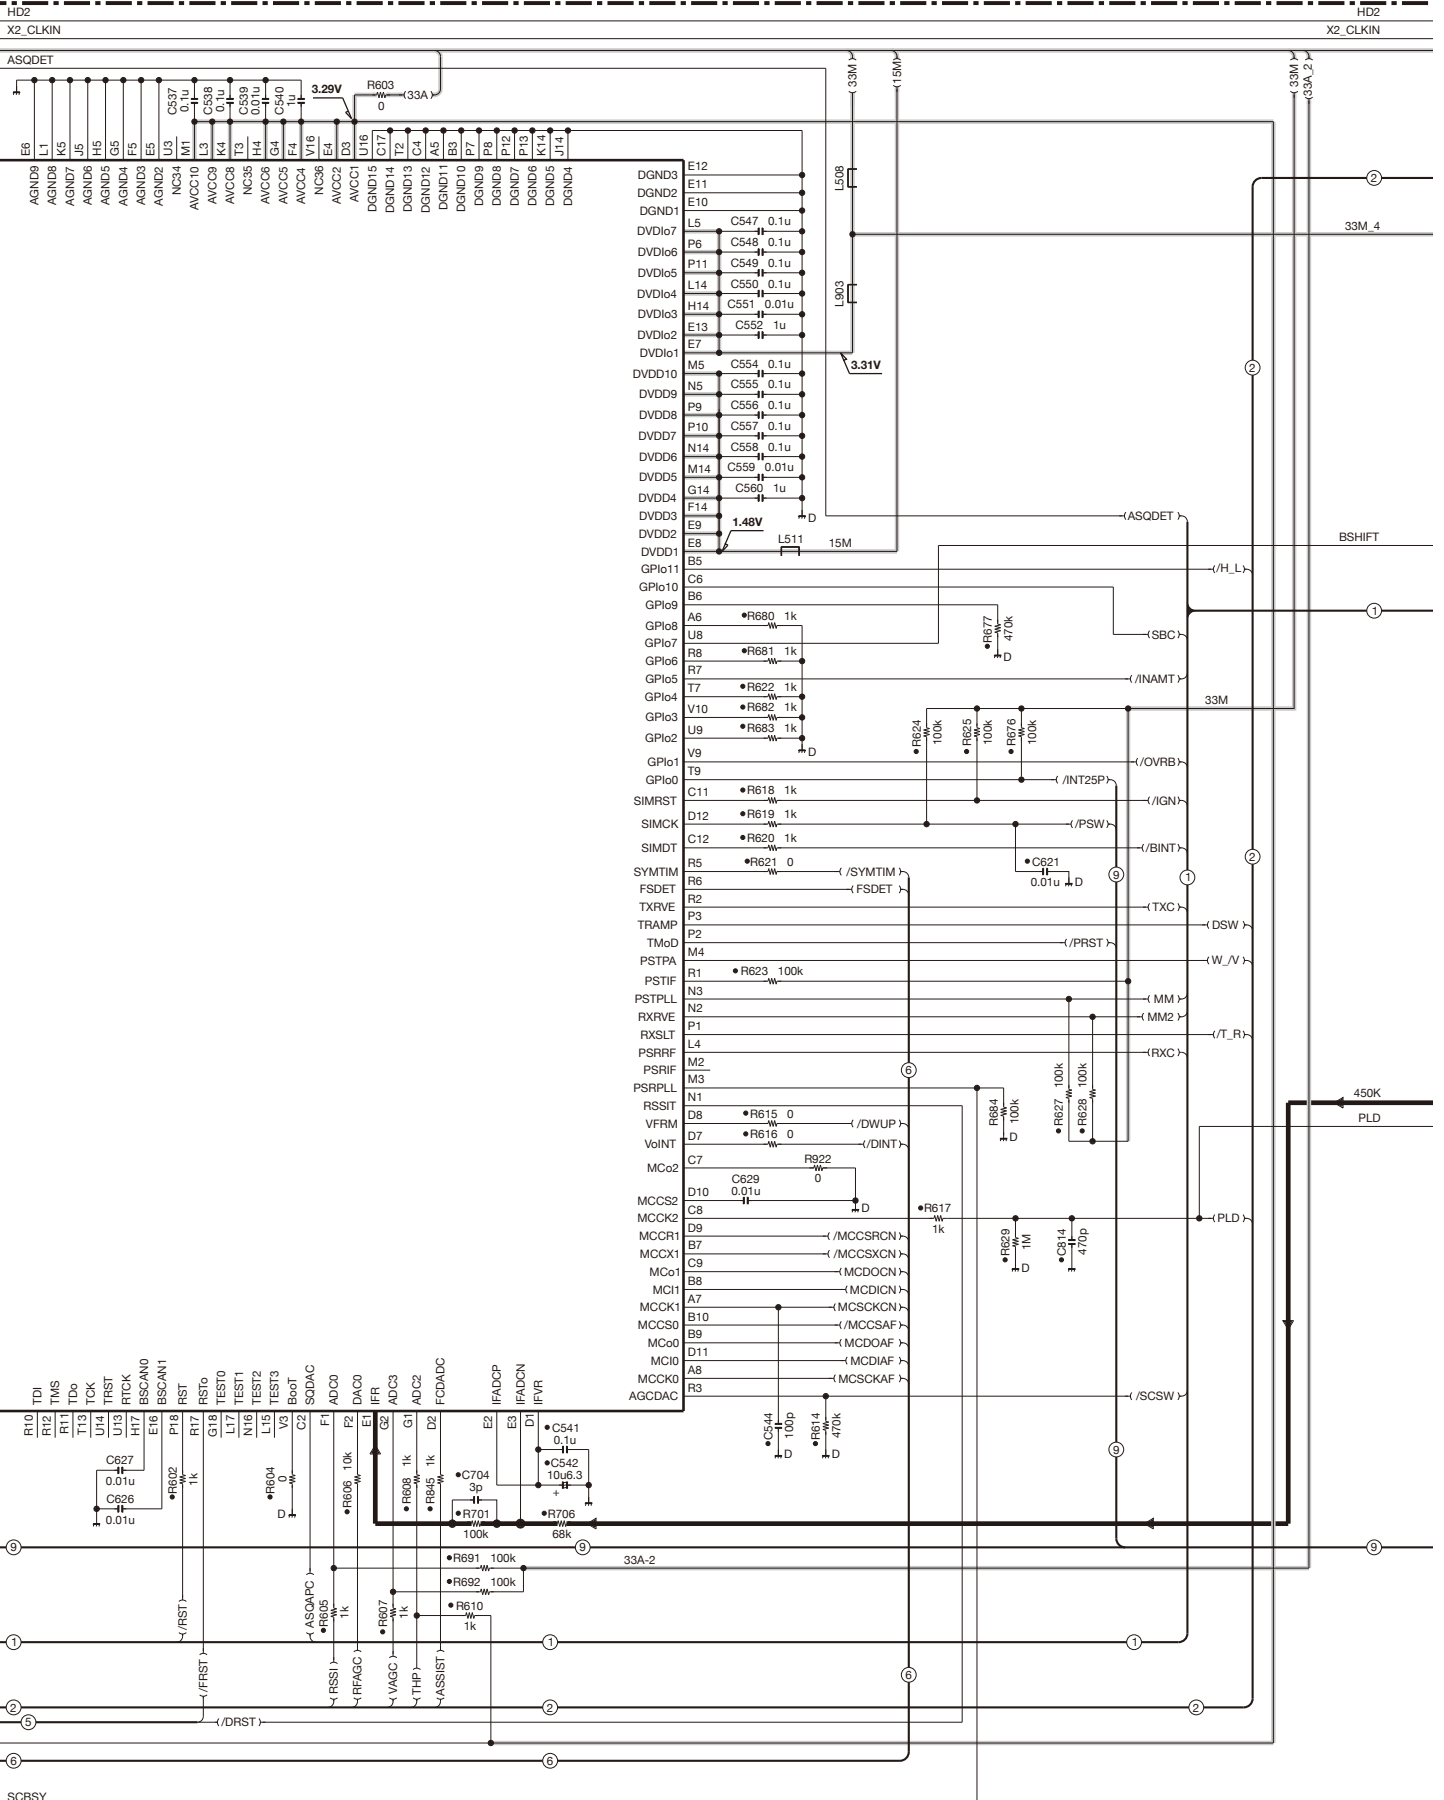 HD2 HD2
X2_CLKIN X2_CLKIN
ASQDET
C537 0.1u
C538 0.1u
C539 0.01u
C540 1u
3.29V
R603 0
(33A)
(33M)
(15M)
(33M)
(33A_2)
E6 L1 K5 J5 H5 G5 F5 E5 U3 M1 L3 K4 T3 H4 G4 F4 V16 E4 D3 U16 C17 T2 C4 A5 B3 P7 P8 P12 P13 K14 J14
AGND9 AGND8 AGND7 AGND6 AGND5 AGND4 AGND3 AGND2 NC34 AVCC10 AVCC9 AVCC8 NC35 AVCC6 AVCC5 AVCC4 NC36 AVCC2 AVCC1 DGND15 DGND14 DGND13 DGND12 DGND11 DGND10 DGND9 DGND8 DGND7 DGND6 DGND5 DGND4
DGND3 E12
DGND2 E11
DGND1 E10
L508
2
DVDIo7 L5 C547 0.1u
33M_4
DVDIo6 P6 C548 0.1u
DVDIo5 P11 C549 0.1u
DVDIo4 L14 C550 0.1u
L903
DVDIo3 H14 C551 0.01u
DVDIo2 E13 C552 1u
DVDIo1 E7
3.31V
2
DVDD10 M5 C554 0.1u
DVDD9 N5 C555 0.1u
DVDD8 P9 C556 0.1u
DVDD7 P10 C557 0.1u
DVDD6 N14 C558 0.1u
DVDD5 M14 C559 0.01u
DVDD4 G14 C560 1u
DVDD3 F14
D
(ASQDET)
DVDD2 E9
1.48V
DVDD1 E8 L511 15M
BSHIFT
GPIo11 B5 (/H_L)
GPIo10 C6
GPIo9 B6
1
GPIo8 A6 R680 1k
R677 470k
D
(SBC)
GPIo7 U8
GPIo6 R8 R681 1k
GPIo5 R7 (/INAMT)
GPIo4 T7 R622 1k
33M
GPIo3 V10 R682 1k
GPIo2 U9 R683 1k
D
R624 100k
R625 100k
R676 100k
GPIo1 V9 (/OVRB)
GPIo0 T9 (/INT25P)
SIMRST C11 R618 1k (/IGN)
SIMCK D12 R619 1k (/PSW)
SIMDT C12 R620 1k (/BINT)
2
SYMTIM R5 R621 0 (/SYMTIM)
C621 0.01u D
9
1
FSDET R6 (FSDET)
TXRVE R2 (TXC)
TRAMP P3 (DSW)
TMoD P2 (/PRST)
PSTPA M4 (W_/V)
PSTIF R1 R623 100k
PSTPLL N3 (MM)
RXRVE N2 (MM2)
RXSLT P1 (/T_R)
PSRRF L4 (RXC)
PSRIF M2
6
PSRPLL M3
R684 100k
D
R627 100k
R628 100k
450K
RSSIT N1
PLD
VFRM D8 R615 0 (/DWUP)
VoINT D7 R616 0 (/DINT)
MCo2 C7 R922 0
C629 0.01u
MCCS2 D10
D
MCCK2 C8 R617 1k (PLD)
R629 1M
D
C814 470p
MCCR1 D9 (/MCCSRCN)
MCCX1 B7 (/MCCSXCN)
MCo1 C9 (MCDOCN)
MCI1 B8 (MCDICN)
MCCK1 A7 (MCSCKCN)
MCCS0 B10 (/MCCSAF)
MCo0 B9 (MCDOAF)
MCI0 D11 (MCDIAF)
MCCK0 A8 (MCSCKAF)
AGCDAC R3 (/SCSW)
TDI TMS TDo TCK TRST RTCK BSCAN0 BSCAN1 RST RSTo TEST0 TEST1 TEST2 TEST3 BooT SQDAC ADC0 DAC0 IFR ADC3 ADC2 FCDADC IFADCP IFADCN IFVR
R10 R12 R11 T13 U14 U13 H17 E16 P18 R17 G18 L17 N16 L15 V3 C2 F1 F2 E1 G2 G1 D2 E2 E3 D1
C544 100p
D
R614 470k
D
C541 0.1u
C542 10u6.3
+
9
C627 0.01u
C626 0.01u
R602 1k
R604 0
D
R606 10k
R608 1k
R845 1k
C704 3p
R701 100k
R706 68k
9 9 9
R691 100k 33A-2
R692 100k
R610 1k
R605 1k
R607 1k
(/RST)
(ASQAPC)
1 1 1
(/FRST)
(RSSI)
(RFAGC)
(VAGC)
(THP)
(ASSIST)
6
2 2 2
5 (/DRST)
6 6
SCBSY